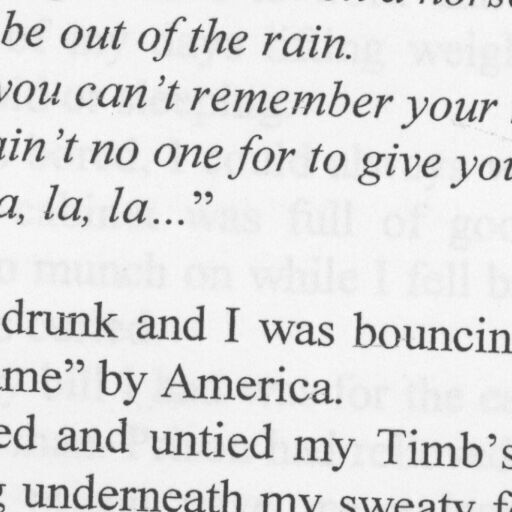 be out of the rain.
you can't remember your
ain't no one for to give you
a, la, la..."
drunk and I was bouncin
ame" by America.
ed and untied my Timb's
g underneath my sweaty f